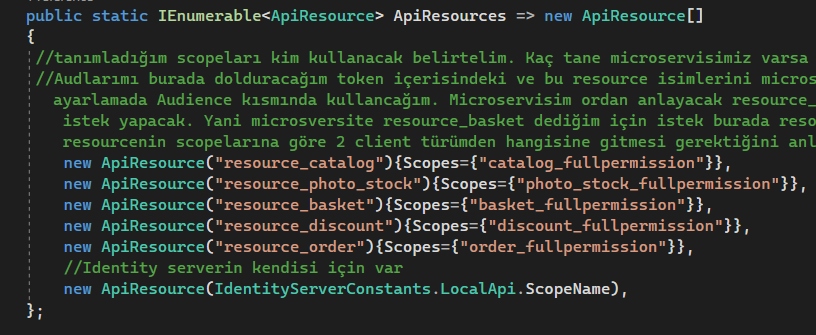 public static IEnumerable<ApiResource> ApiResources => new ApiResource[]
{
//tanımladığım scopeları kim kullanacak belirtelim. Kaç tane microservisimiz varsa
//Audlarımı burada dolduracağım token içerisindeki ve bu resource isimlerini micros
ayarlamada Audience kısmında kullancağım. Microservisim ordan anlayacak resource_
istek yapacak. Yani microsversite resource_basket dediğim için istek burada reso
resourcenin scopelarına göre 2 client türümden hangisine gitmesi gerektiğini anl
new ApiResource("resource_catalog"){Scopes={"catalog_fullpermission"}},
new ApiResource("resource_photo_stock"){Scopes={"photo_stock_fullpermission"}},
new ApiResource("resource_basket"){Scopes={"basket_fullpermission"}},
new ApiResource("resource_discount"){Scopes={"discount_fullpermission"}},
new ApiResource("resource_order"){Scopes={"order_fullpermission"}},
//Identity serverin kendisi için var
new ApiResource(IdentityServerConstants.LocalApi.ScopeName),
};